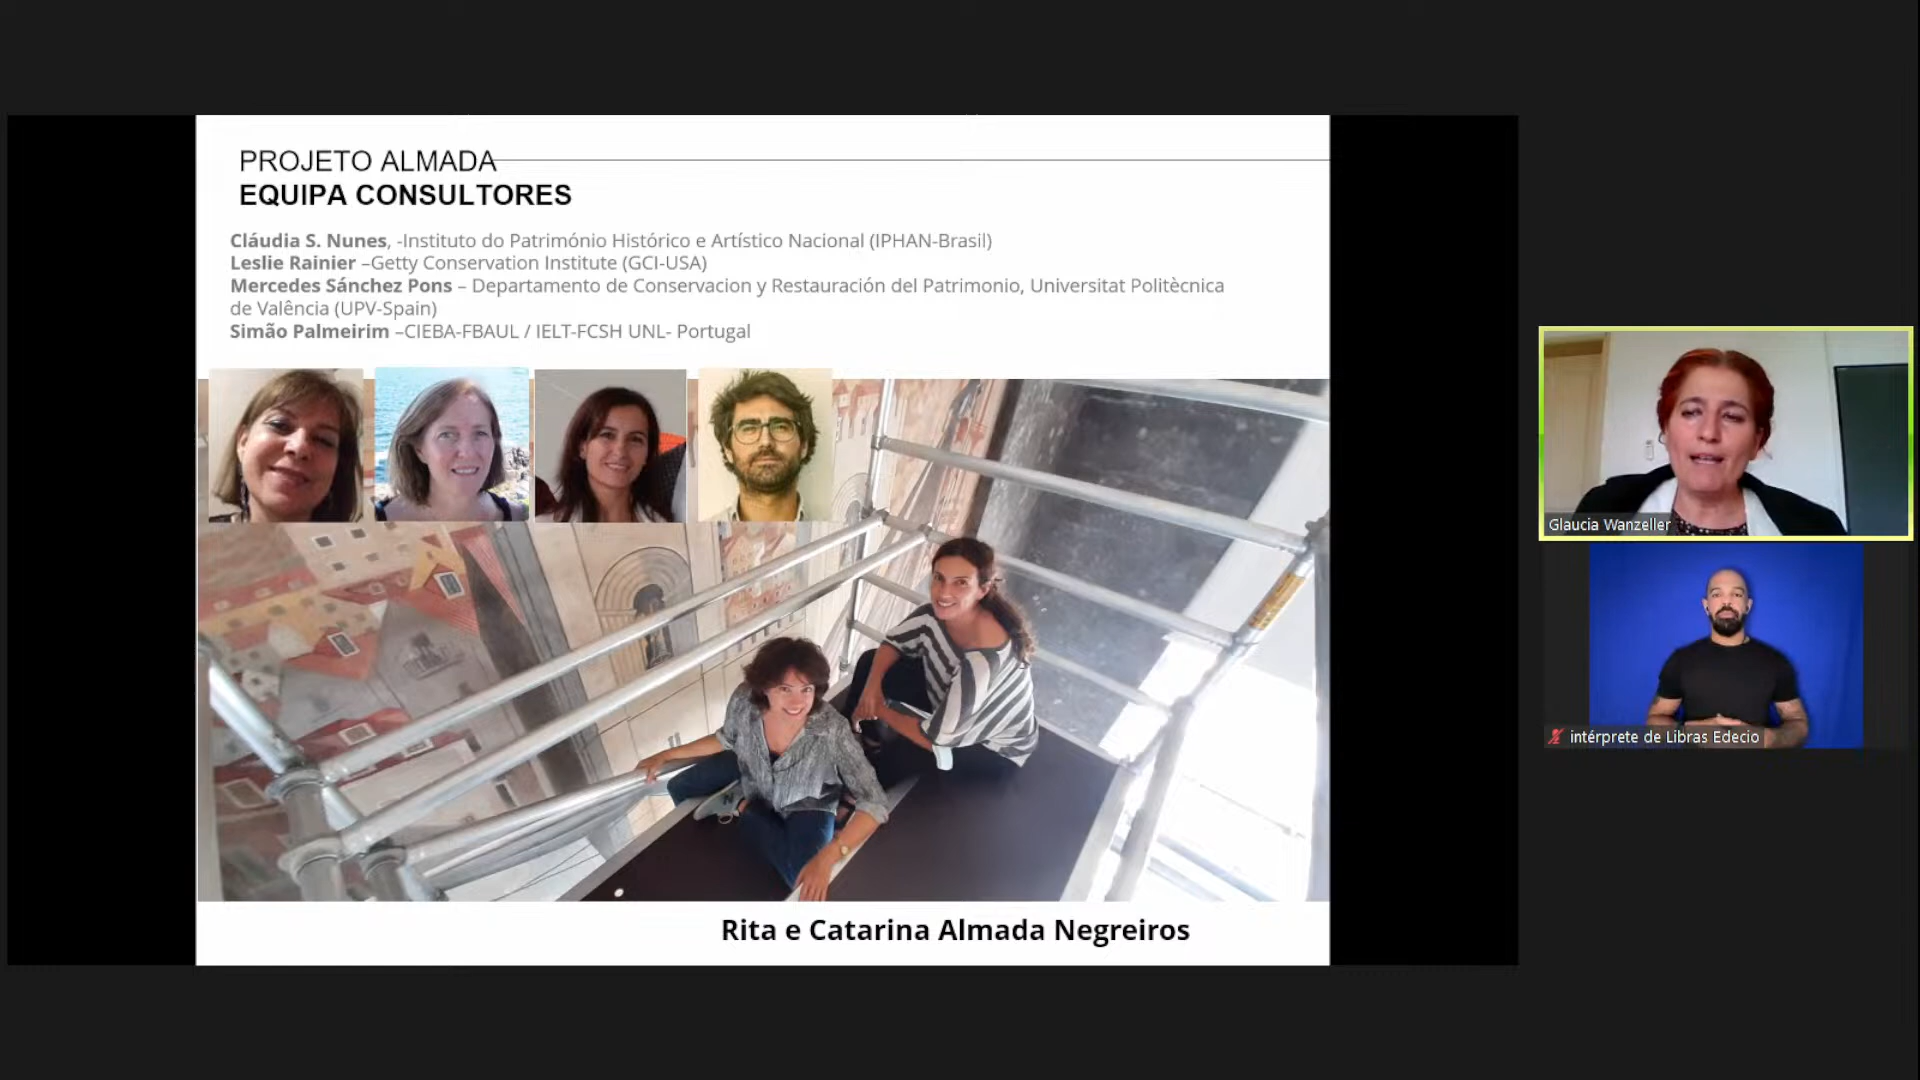 PROJETO ALMADA
EQUIPA CONSULTORES
Cláudia S. Nunes, -Instituto do Património Histórico e Artístico Nacional (IPHAN-Brasil)
Leslie Rainier –Getty Conservation Institute (GCI-USA)
Mercedes Sánchez Pons – Departamento de Conservacion y Restauración del Patrimonio, Universitat Politècnica
de Valência (UPV-Spain)
Simão Palmeirim –CIEBA-FBAUL / IELT-FCSH UNL- Portugal
Rita e Catarina Almada Negreiros
Glaucia Wanzeller
intérprete de Libras Edecio